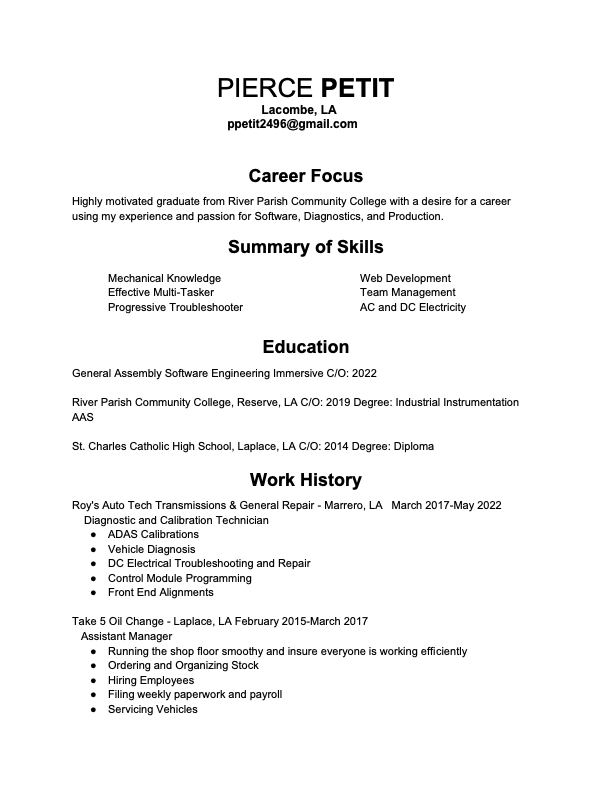 PIERCE PETIT
Lacombe, LA
ppetit2496@gmail.com
Career Focus
Highly motivated graduate from River Parish Community College with a desire for a career
using my experience and passion for Software, Diagnostics, and Production.
Summary of Skills
Mechanical Knowledge Web Development
Effective Multi-Tasker Team Management
Progressive Troubleshooter AC and DC Electricity
Education
General Assembly Software Engineering Immersive C/O: 2022
River Parish Community College, Reserve, LA C/O: 2019 Degree: Industrial Instrumentation
AAS
St. Charles Catholic High School, Laplace, LA C/O: 2014 Degree: Diploma
Work History
Roy's Auto Tech Transmissions & General Repair - Marrero, LA March 2017-May 2022
Diagnostic and Calibration Technician
● ADAS Calibrations
● Vehicle Diagnosis
● DC Electrical Troubleshooting and Repair
● Control Module Programming
● Front End Alignments
Take 5 Oil Change - Laplace, LA February 2015-March 2017
Assistant Manager
● Running the shop floor smoothy and insure everyone is working efficiently
● Ordering and Organizing Stock
● Hiring Employees
● Filing weekly paperwork and payroll
● Servicing Vehicles